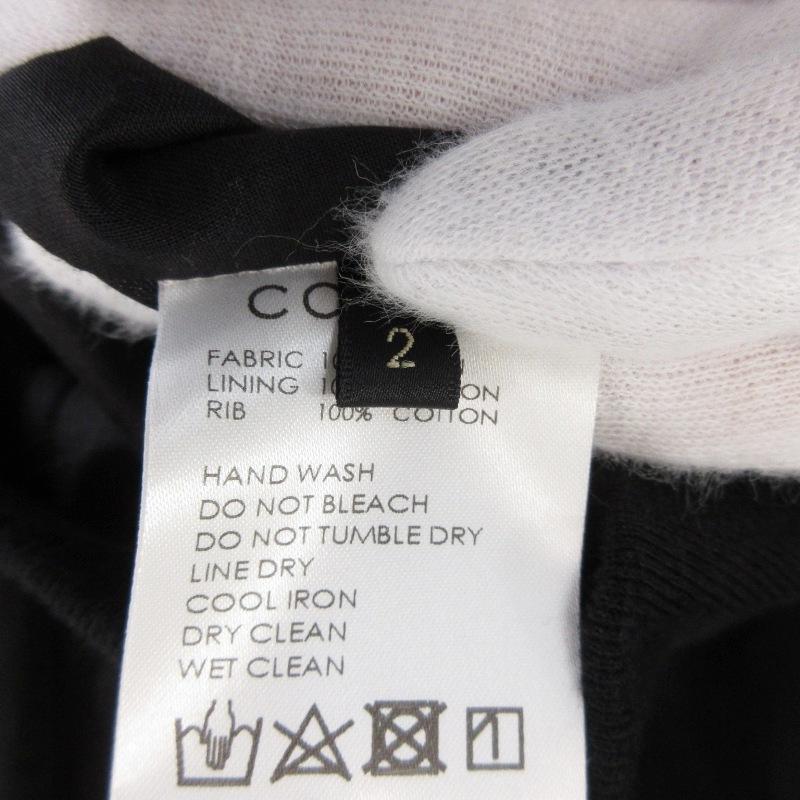 2
FABRIC
LINING
RIB 100% COTTON
HAND WASH
DO NOT BLEACH
DO NOT TUMBLE DRY
LINE DRY
COOL IRON
DRY CLEAN
WET CLEAN